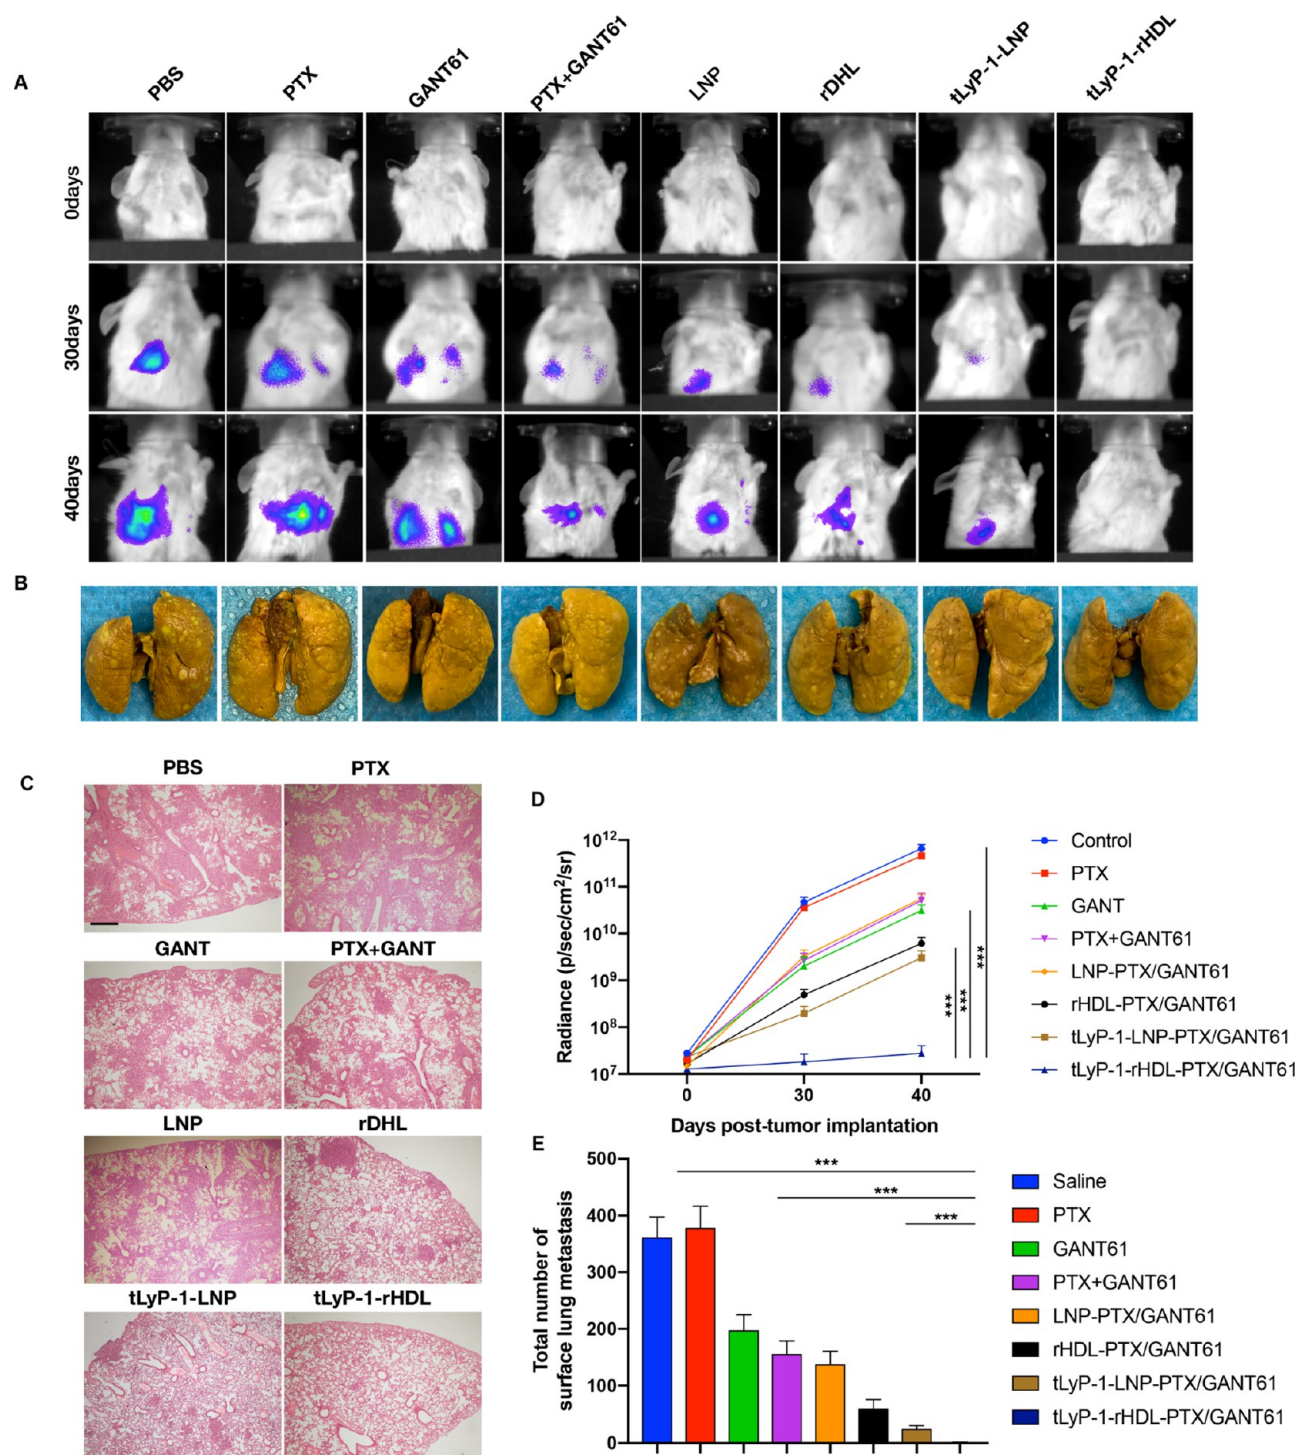 A
PBS PTX GANT61 PTX+GANT61 LNP rDHL tLyP-1-LNP tLyP-1-rHDL
0days
30days
40days
B
C
PBS PTX
GANT PTX+GANT
LNP rDHL
tLyP-1-LNP tLyP-1-rHDL
D
Radiance (p/sec/cm²/sr)
10¹²
10¹¹
10¹⁰
10⁹
10⁸
10⁷
0 30 40
Days post-tumor implantation
***
***
***
Control
PTX
GANT
PTX+GANT61
LNP-PTX/GANT61
rHDL-PTX/GANT61
tLyP-1-LNP-PTX/GANT61
tLyP-1-rHDL-PTX/GANT61
E
Total number of
surface lung metastasis
500
400
300
200
100
0
***
***
***
Saline
PTX
GANT61
PTX+GANT61
LNP-PTX/GANT61
rHDL-PTX/GANT61
tLyP-1-LNP-PTX/GANT61
tLyP-1-rHDL-PTX/GANT61